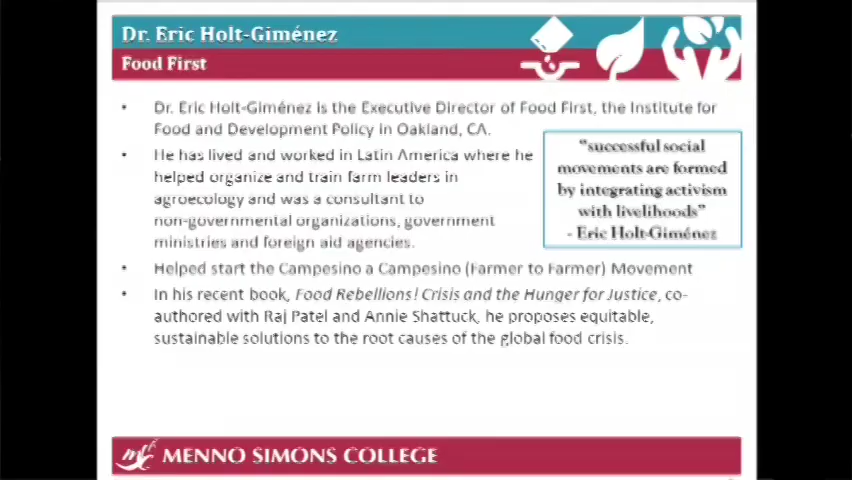 Dr. Eric Holt-Giménez
Food First
• Dr. Eric Holt-Giménez is the Executive Director of Food First, the Institute for
Food and Development Policy in Oakland, CA.
• He has lived and worked in Latin America where he
helped organize and train farm leaders in
agroecology and was a consultant to
non-governmental organizations, government
ministries and foreign aid agencies.
"successful social
movements are formed
by integrating activism
with livelihoods"
- Eric Holt-Giménez
• Helped start the Campesino a Campesino (Farmer to Farmer) Movement
• In his recent book, Food Rebellions! Crisis and the Hunger for Justice, co-
authored with Raj Patel and Annie Shattuck, he proposes equitable,
sustainable solutions to the root causes of the global food crisis.
MENNO SIMONS COLLEGE